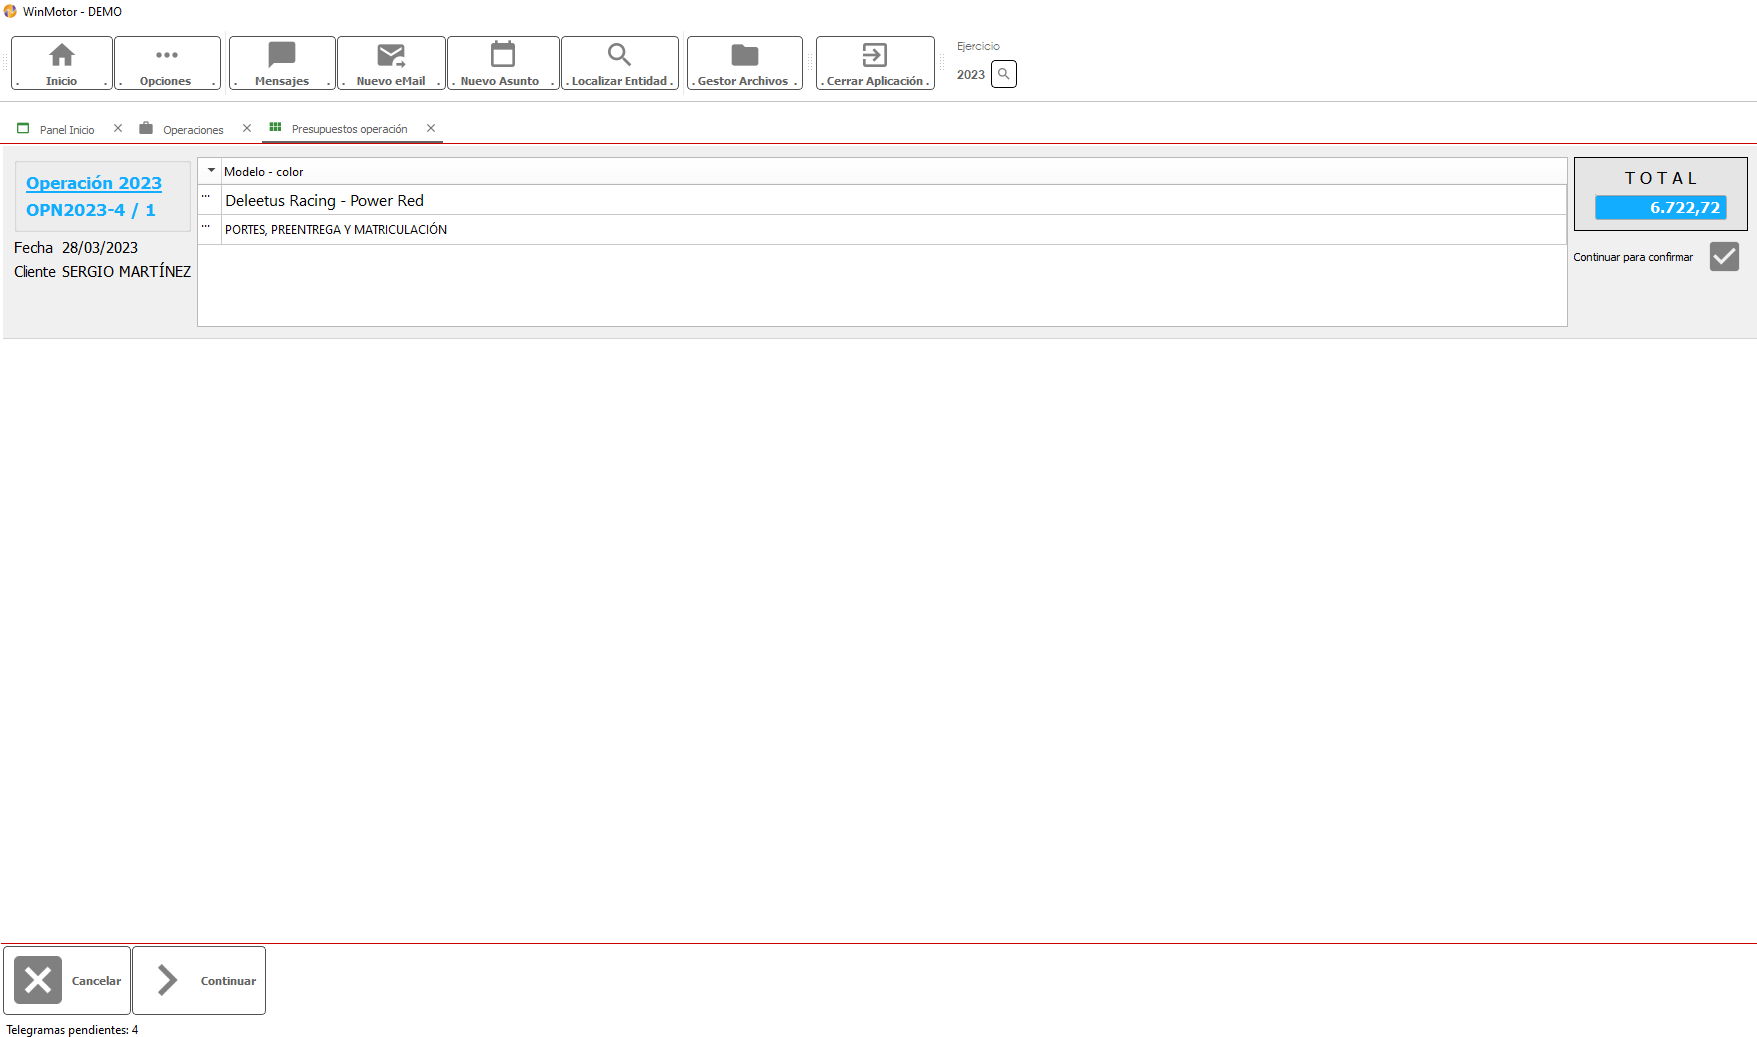 WinMotor - DEMO
. Inicio .
. Opciones .
. Mensajes .
. Nuevo eMail .
. Nuevo Asunto .
. Localizar Entidad .
. Gestor Archivos .
. Cerrar Aplicación .
Ejercicio
2023
Panel Inicio
Operaciones
Presupuestos operación
Operación 2023
OPN2023-4 / 1
Fecha 28/03/2023
Cliente SERGIO MARTÍNEZ
Modelo - color
... Deleetus Racing - Power Red
... PORTES, PREENTREGA Y MATRICULACIÓN
TOTAL
6.722,72
Continuar para confirmar
Cancelar
Continuar
Telegramas pendientes: 4